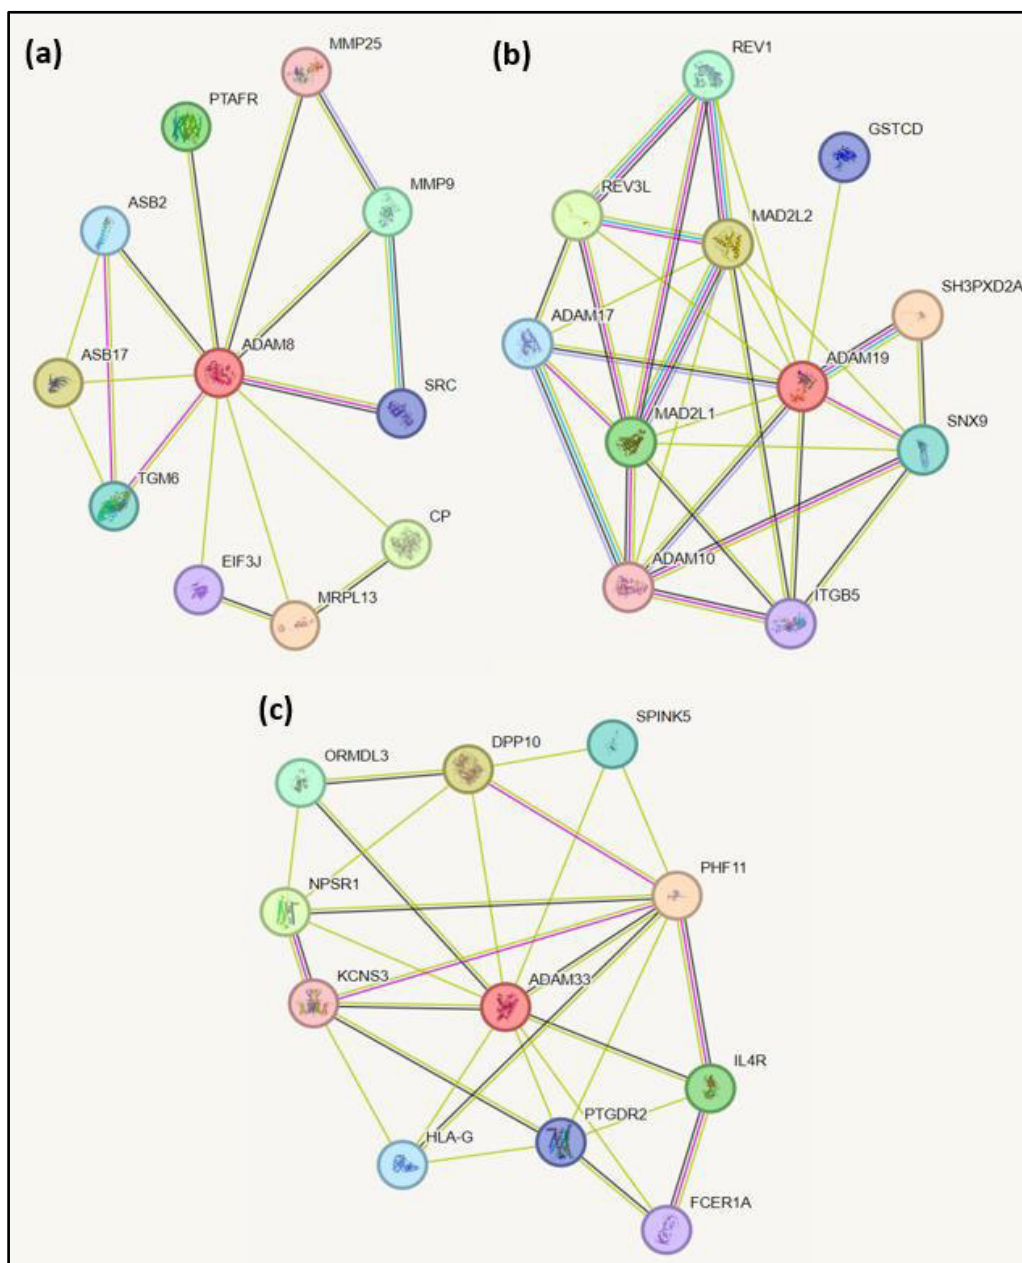 (a)
MMP25
PTAFR
MMP9
ASB2
ADAM8
ASB17
SRC
TGM6
CP
EIF3J
MRPL13
(b)
REV1
GSTCD
REV3L
MAD2L2
SH3PXD2A
ADAM17
ADAM19
MAD2L1
SNX9
ADAM10
ITGB5
(c)
SPINK5
ORMDL3
DPP10
PHF11
NPSR1
KCNS3
ADAM33
IL4R
PTGDR2
HLA-G
FCER1A